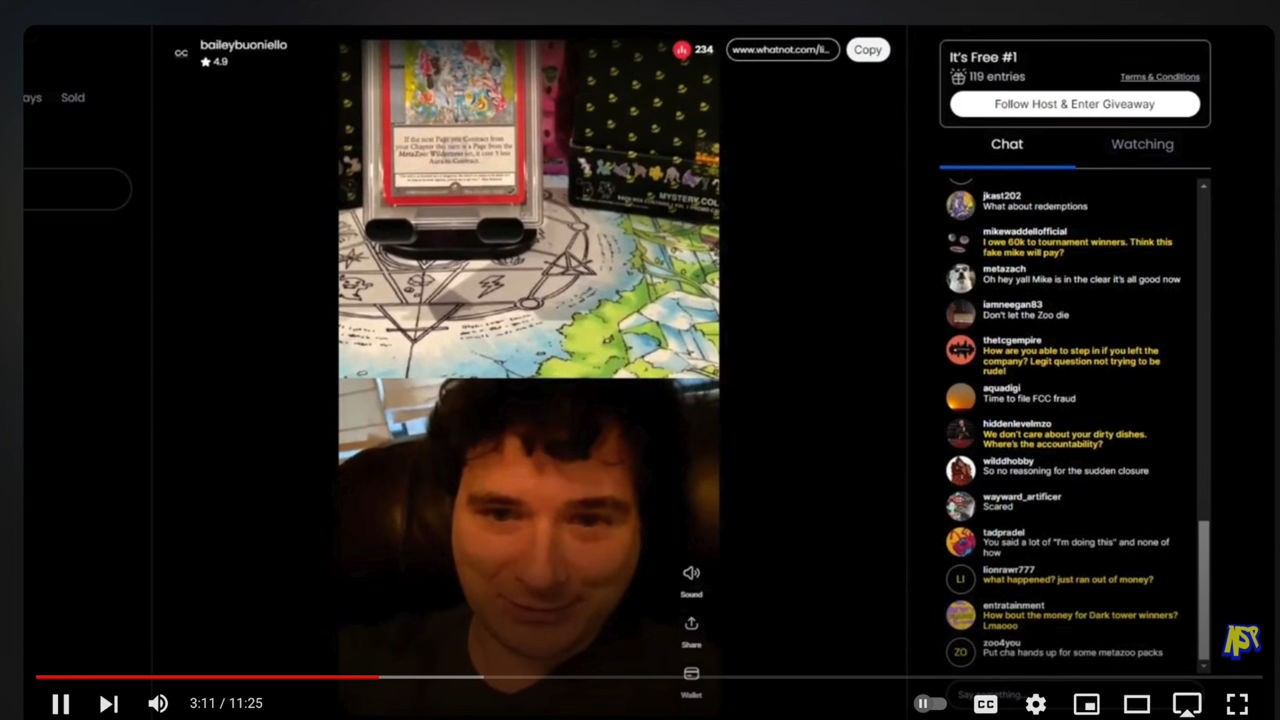 baileybuoniello
CC
4.9
234
www.whatnot.com/li...
Copy
ays Sold
It's Free #1
119 entries
Terms & Conditions
Follow Host & Enter Giveaway
Chat
Watching
If the next Page you Contract from
your Chapter this turn is a Page from the
MetaZoo Wilderness set, it cost 3 less
Aura to Contract.
MYSTERY COL
jkast202
What about redemptions
mikewaddellofficial
I owe 60k to tournament winners. Think this
fake mike will pay?
metazach
Oh hey yall Mike is in the clear it's all good now
iamneegan83
Don't let the Zoo die
thetcgempire
How are you able to step in if you left the
company? Legit question not trying to be
rude!
aquadigi
Time to file FCC fraud
hiddenlevelmzo
We don't care about your dirty dishes.
Where's the accountability?
wilddhobby
So no reasoning for the sudden closure
wayward_artificer
Scared
tadpradel
You said a lot of "I'm doing this" and none of
how
LI
lionrawr777
what happened? just ran out of money?
entratainment
How bout the money for Dark tower winners?
Lmaooo
ZO
zoo4you
Put cha hands up for some metazoo packs
Say something...
Sound
Share
Wallet
3:11 / 11:25
CC